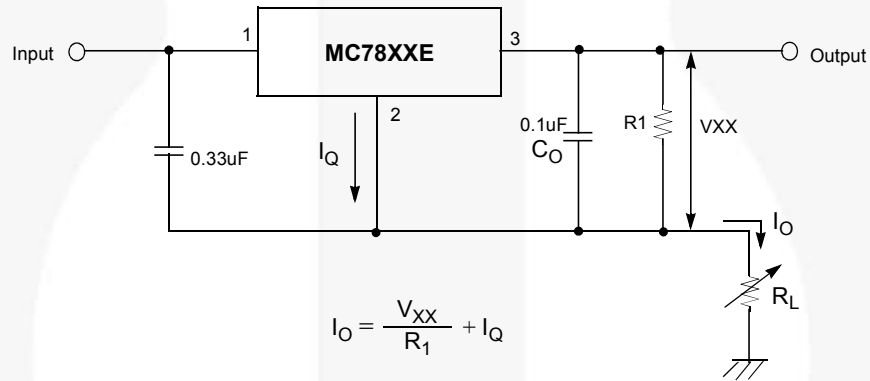 Input
1
MC78XXE
3
Output
2
0.33uF
I_Q
0.1uF
C_O
R1
VXX
I_O
R_L
I_O = V_XX / R_1 + I_Q